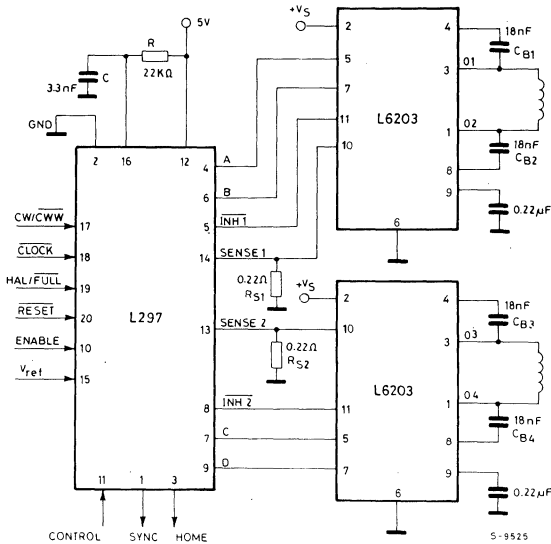 5V
R
22KΩ
C
3.3nF
GND
2
16
12
L297
CW/CWW
17
CLOCK
18
HAL/FULL
19
RESET
20
ENABLE
10
Vref
15
4
A
6
B
5
INH 1
14
SENSE 1
0.22Ω
RS1
13
SENSE 2
0.22Ω
RS2
8
INH 2
7
C
9
D
11
1
3
CONTROL
SYNC
HOME
+VS
2
5
7
11
10
L6203
6
4
18nF
CB1
3
01
1
02
18nF
CB2
8
9
0.22µF
+VS
2
10
11
5
7
L6203
6
4
18nF
CB3
3
03
1
04
18nF
CB4
8
9
0.22µF
S-9525